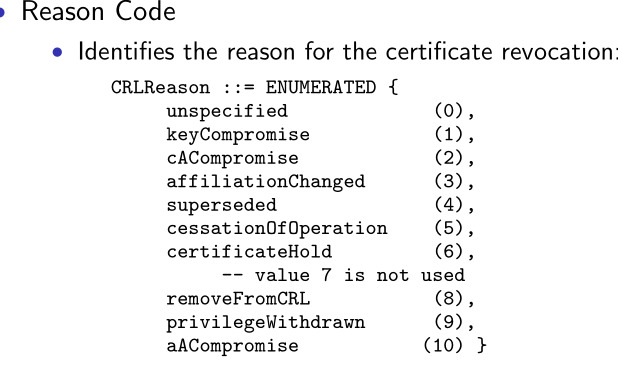 • Reason Code
• Identifies the reason for the certificate revocation:
CRLReason ::= ENUMERATED {
unspecified (0),
keyCompromise (1),
cACompromise (2),
affiliationChanged (3),
superseded (4),
cessationOfOperation (5),
certificateHold (6),
-- value 7 is not used
removeFromCRL (8),
privilegeWithdrawn (9),
aACompromise (10) }